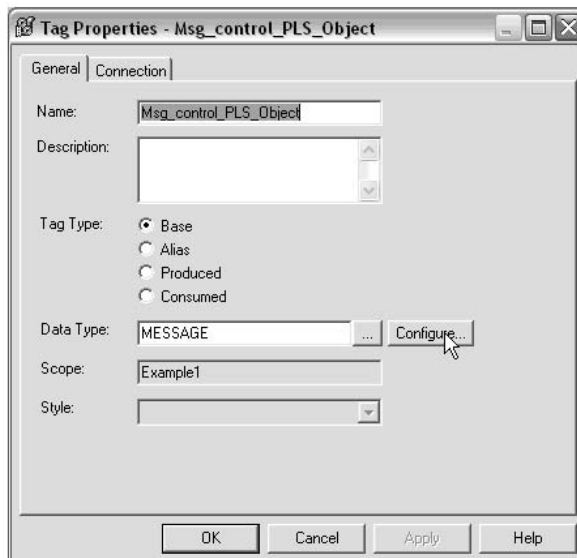 Tag Properties - Msg_control_PLS_Object
General Connection
Name: Msg_control_PLS_Object
Description:
Tag Type: Base
Alias
Produced
Consumed
Data Type: MESSAGE ... Configure...
Scope: Example1
Style:
OK Cancel Apply Help